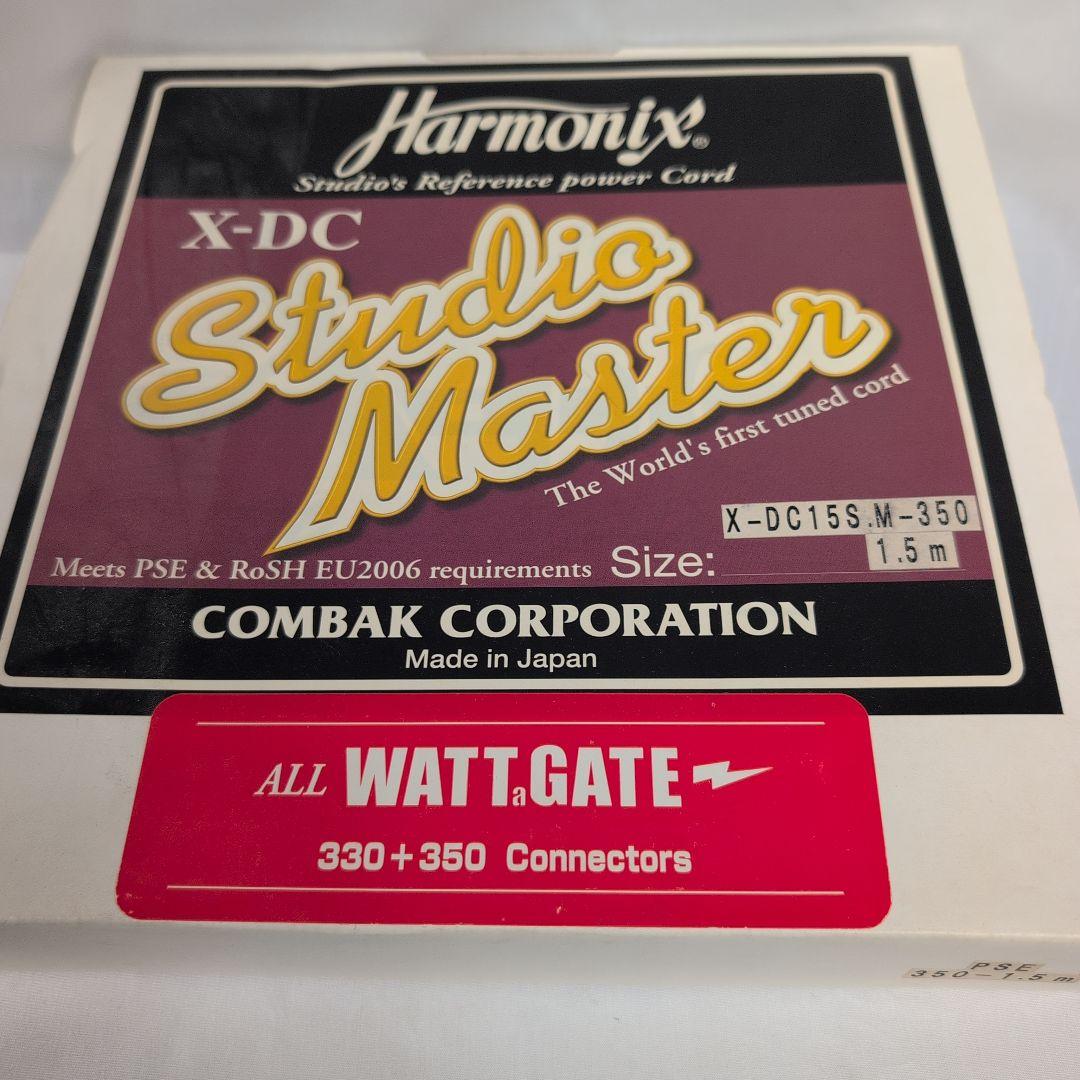 Harmonix®
Studio's Reference power Cord
X-DC
Studio
Master
The World's first tuned cord
X-DC15S.M-350
Size: 1.5m
Meets PSE & RoSH EU2006 requirements
COMBAK CORPORATION
Made in Japan
ALL WATTaGATE
330+350 Connectors
PSE
350-1.5m